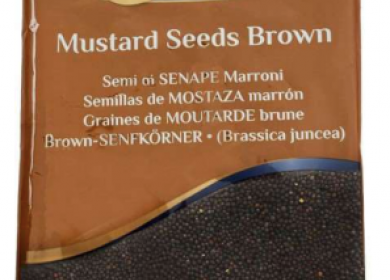 Mustard Seeds Brown
Semi di SENAPE Marroni
Semillas de MOSTAZA marrón
Graines de MOUTARDE brune
Brown-SENFKÖRNER • (Brassica juncea)